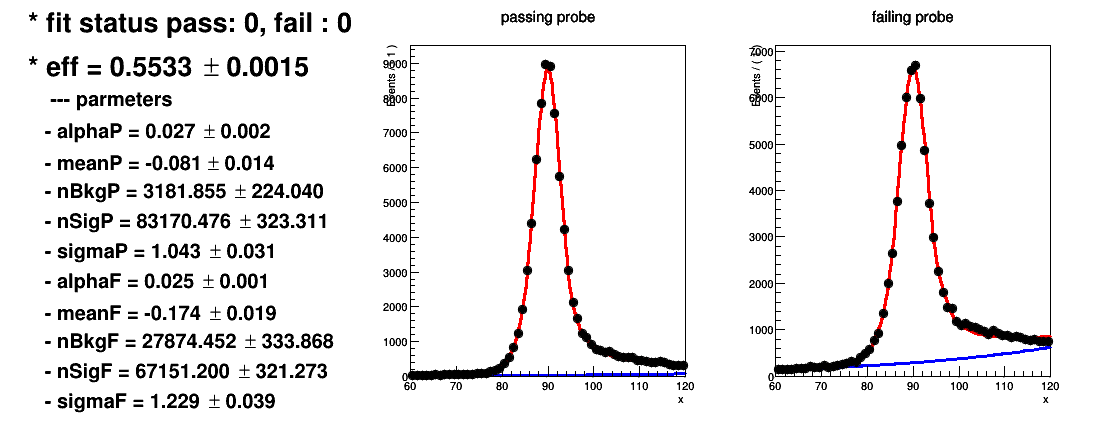 * fit status pass: 0, fail : 0
* eff = 0.5533 ± 0.0015
--- parmeters
- alphaP = 0.027 ± 0.002
- meanP = -0.081 ± 0.014
- nBkgP = 3181.855 ± 224.040
- nSigP = 83170.476 ± 323.311
- sigmaP = 1.043 ± 0.031
- alphaF = 0.025 ± 0.001
- meanF = -0.174 ± 0.019
- nBkgF = 27874.452 ± 333.868
- nSigF = 67151.200 ± 321.273
- sigmaF = 1.229 ± 0.039
passing probe
9000
8000
7000
6000
5000
4000
3000
2000
1000
0
60 70 80 90 100 110 120
x
failing probe
7000
6000
5000
4000
3000
2000
1000
0
60 70 80 90 100 110 120
x